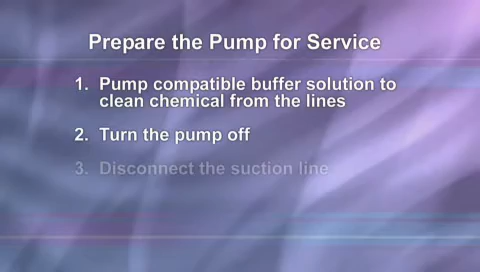 Prepare the Pump for Service
1. Pump compatible buffer solution to
clean chemical from the lines
2. Turn the pump off
3. Disconnect the suction line